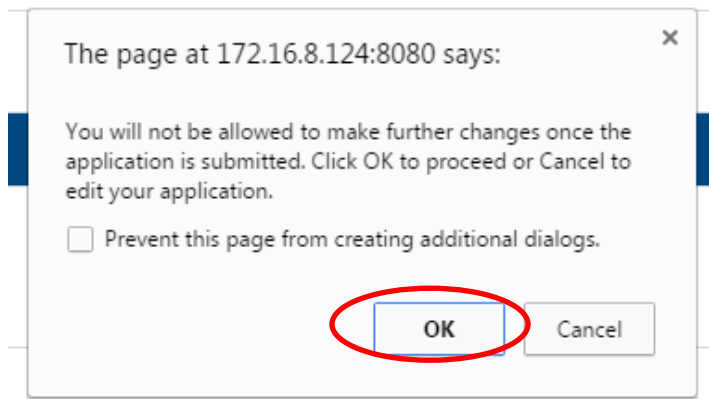 The page at 172.16.8.124:8080 says:
×
You will not be allowed to make further changes once the
application is submitted. Click OK to proceed or Cancel to
edit your application.
Prevent this page from creating additional dialogs.
OK Cancel